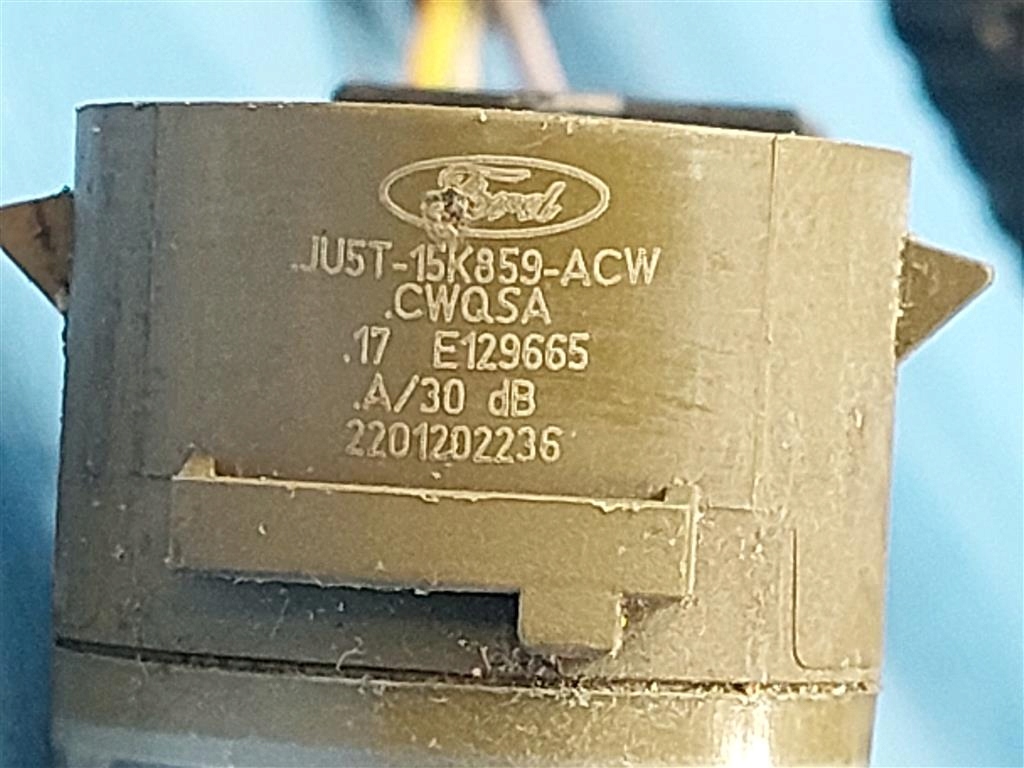 Ford
.JU5T-15K859-ACW
.CWQSA
.17 E129665
.A/30 dB
2201202236